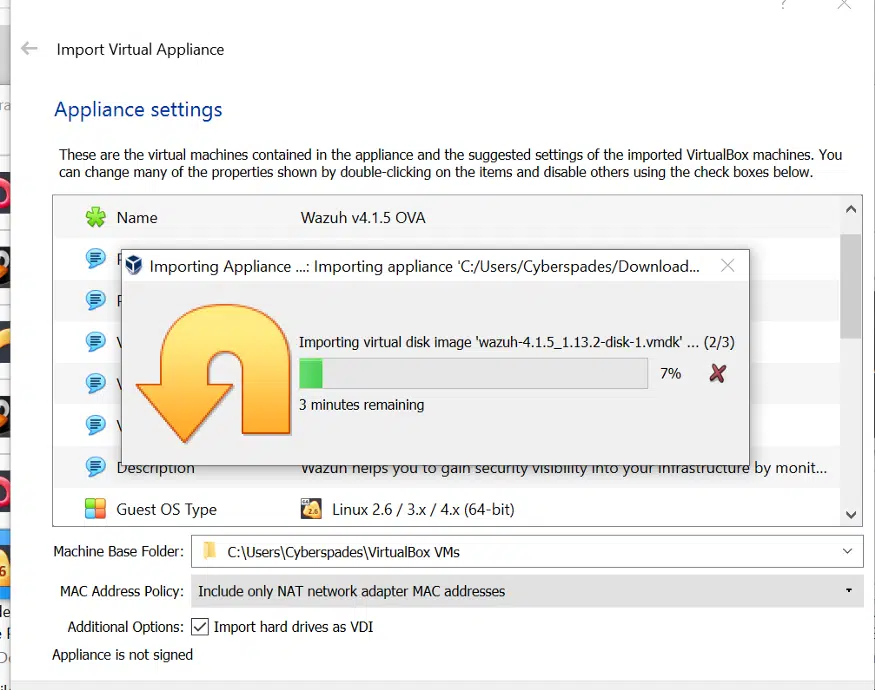 Import Virtual Appliance
Appliance settings
These are the virtual machines contained in the appliance and the suggested settings of the imported VirtualBox machines. You
can change many of the properties shown by double-clicking on the items and disable others using the check boxes below.
Name Wazuh v4.1.5 OVA
Importing Appliance ...: Importing appliance 'C:/Users/Cyberspades/Download...
Importing virtual disk image 'wazuh-4.1.5_1.13.2-disk-1.vmdk' ... (2/3)
7%
3 minutes remaining
Description Wazuh helps you to gain security visibility into your infrastructure by monit...
Guest OS Type Linux 2.6 / 3.x / 4.x (64-bit)
Machine Base Folder: C:\Users\Cyberspades\VirtualBox VMs
MAC Address Policy: Include only NAT network adapter MAC addresses
Additional Options: Import hard drives as VDI
Appliance is not signed